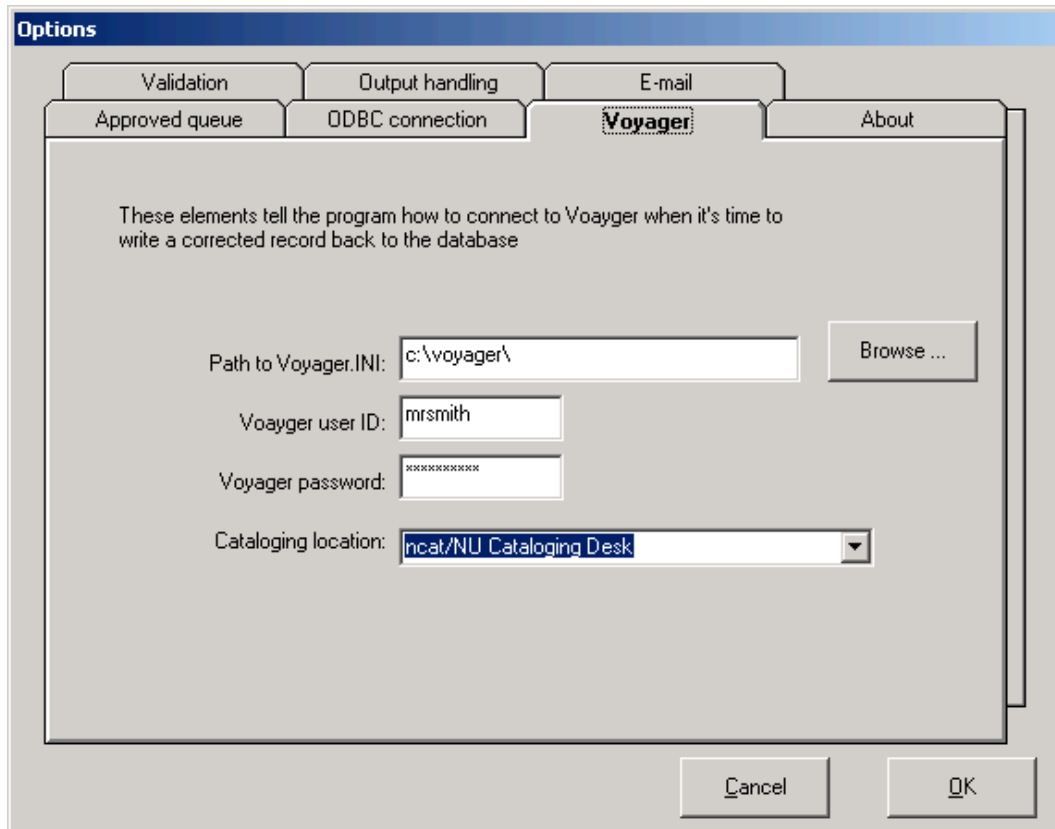 Options
Validation
Output handling
E-mail
Approved queue
ODBC connection
Voyager
About
These elements tell the program how to connect to Voayger when it's time to
write a corrected record back to the database
Path to Voyager.INI:
c:\voyager\
Browse ...
Voayger user ID:
mrsmith
Voyager password:
xxxxxxxxxx
Cataloging location:
ncat/NU Cataloging Desk
Cancel
OK